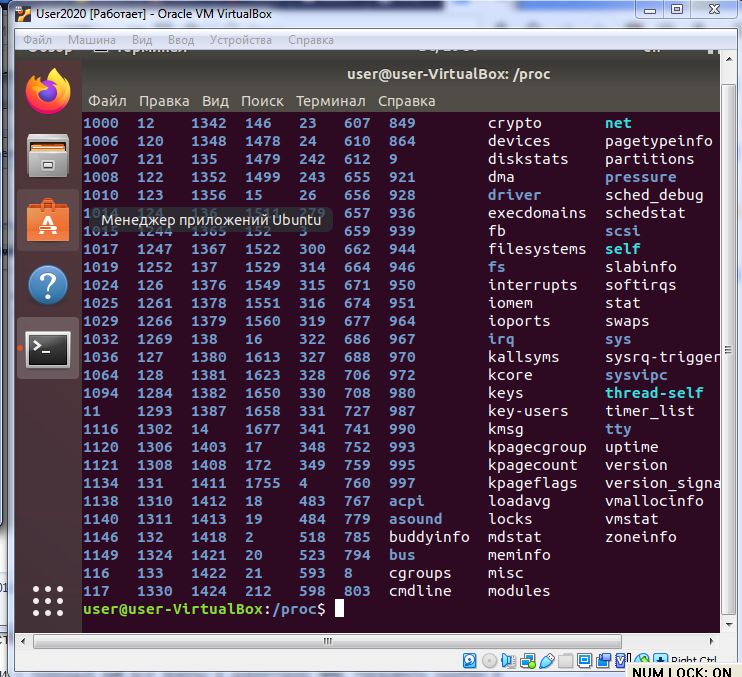 User2020 [Работает] - Oracle VM VirtualBox
Файл Машина Вид Ввод Устройства Справка
user@user-VirtualBox: /proc
Файл Правка Вид Поиск Терминал Справка
1000 12 1342 146 23 607 849 crypto net
1006 120 1348 1478 24 610 864 devices pagetypeinfo
1007 121 135 1479 242 612 9 diskstats partitions
1008 122 1352 1499 243 655 921 dma pressure
1010 123 1356 15 26 656 928 driver sched_debug
Менеджер приложений Ubuntu 657 936 execdomains schedstat
659 939 fb scsi
1017 1247 1367 1522 300 662 944 filesystems self
1019 1252 137 1529 314 664 946 fs slabinfo
1024 126 1376 1549 315 671 950 interrupts softirqs
1025 1261 1378 1551 316 674 951 iomem stat
1029 1266 1379 1560 319 677 964 ioports swaps
1032 1269 138 16 322 686 967 irq sys
1036 127 1380 1613 327 688 970 kallsyms sysrq-trigger
1064 128 1381 1623 328 706 972 kcore sysvipc
1094 1284 1382 1650 330 708 980 keys thread-self
11 1293 1387 1658 331 727 987 key-users timer_list
1116 1302 14 1677 341 741 990 kmsg tty
1120 1306 1403 17 348 752 993 kpagecgroup uptime
1121 1308 1408 172 349 759 995 kpagecount version
1134 131 1411 1755 4 760 997 kpageflags version_signa
1138 1310 1412 18 483 767 acpi loadavg vmallocinfo
1140 1311 1413 19 484 779 asound locks vmstat
1146 132 1418 2 518 785 buddyinfo mdstat zoneinfo
1149 1324 1421 20 523 794 bus meminfo
116 133 1422 21 593 8 cgroups misc
117 1330 1424 212 598 803 cmdline modules
user@user-VirtualBox:/proc$
Right Ctrl
NUM LOCK: ON